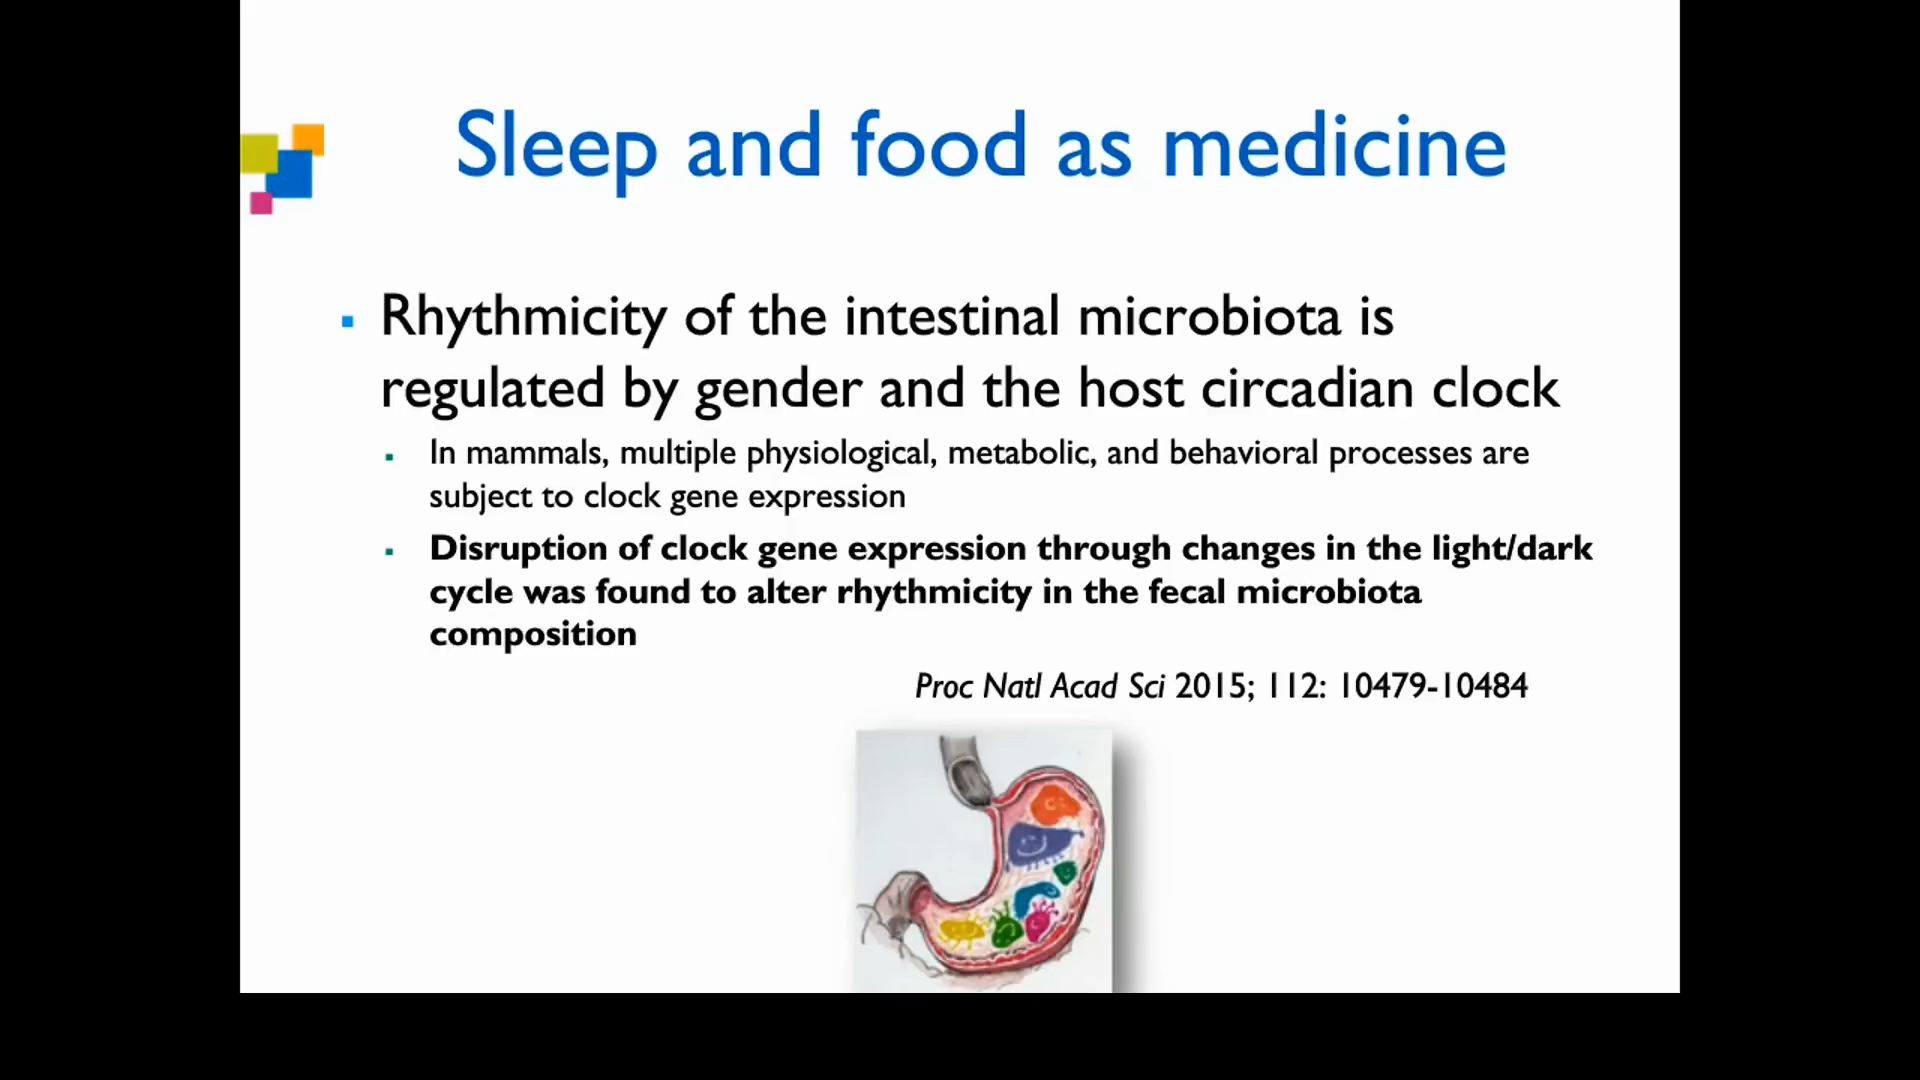 Sleep and food as medicine
Rhythmicity of the intestinal microbiota is
regulated by gender and the host circadian clock
In mammals, multiple physiological, metabolic, and behavioral processes are
subject to clock gene expression
Disruption of clock gene expression through changes in the light/dark
cycle was found to alter rhythmicity in the fecal microbiota
composition
Proc Natl Acad Sci 2015; 112: 10479-10484